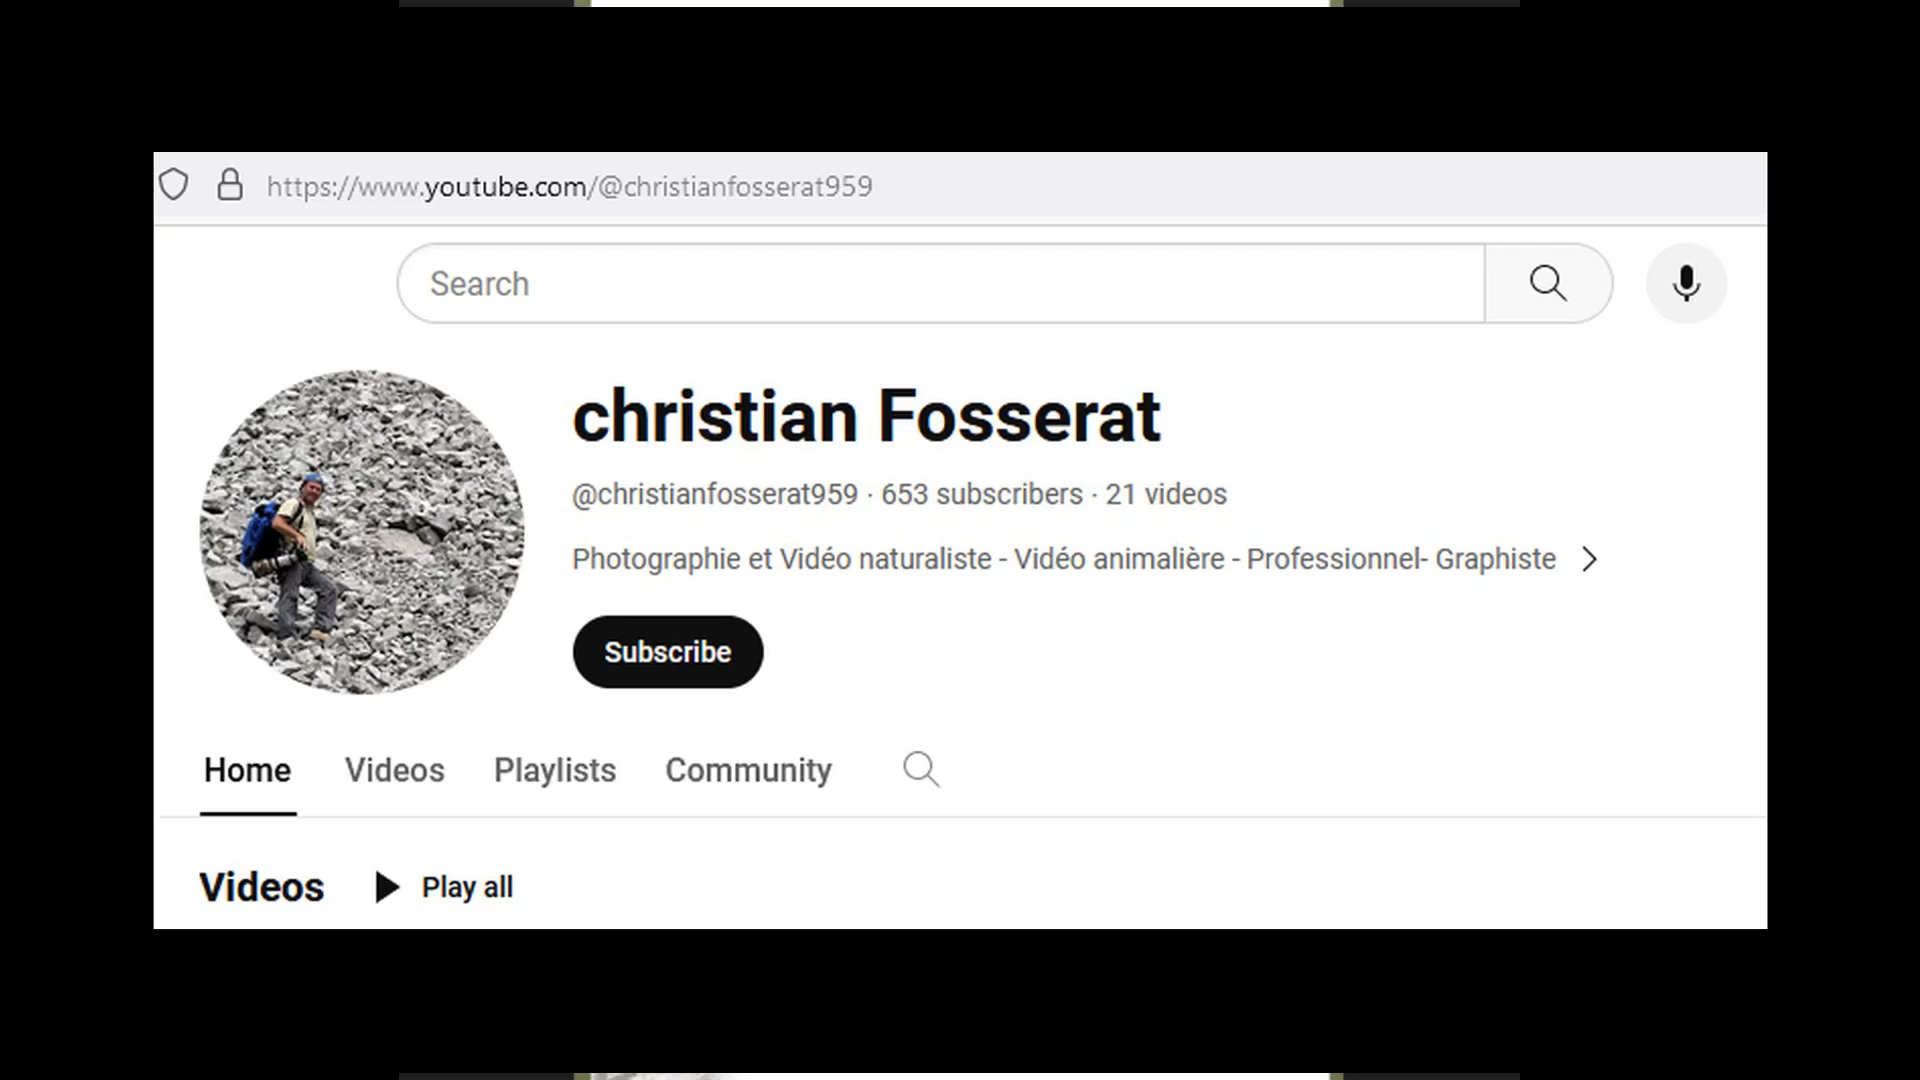 https://www.youtube.com/@christianfosserat959
Search
christian Fosserat
@christianfosserat959 · 653 subscribers · 21 videos
Photographie et Vidéo naturaliste - Vidéo animalière - Professionnel- Graphiste
Subscribe
Home Videos Playlists Community
Videos Play all